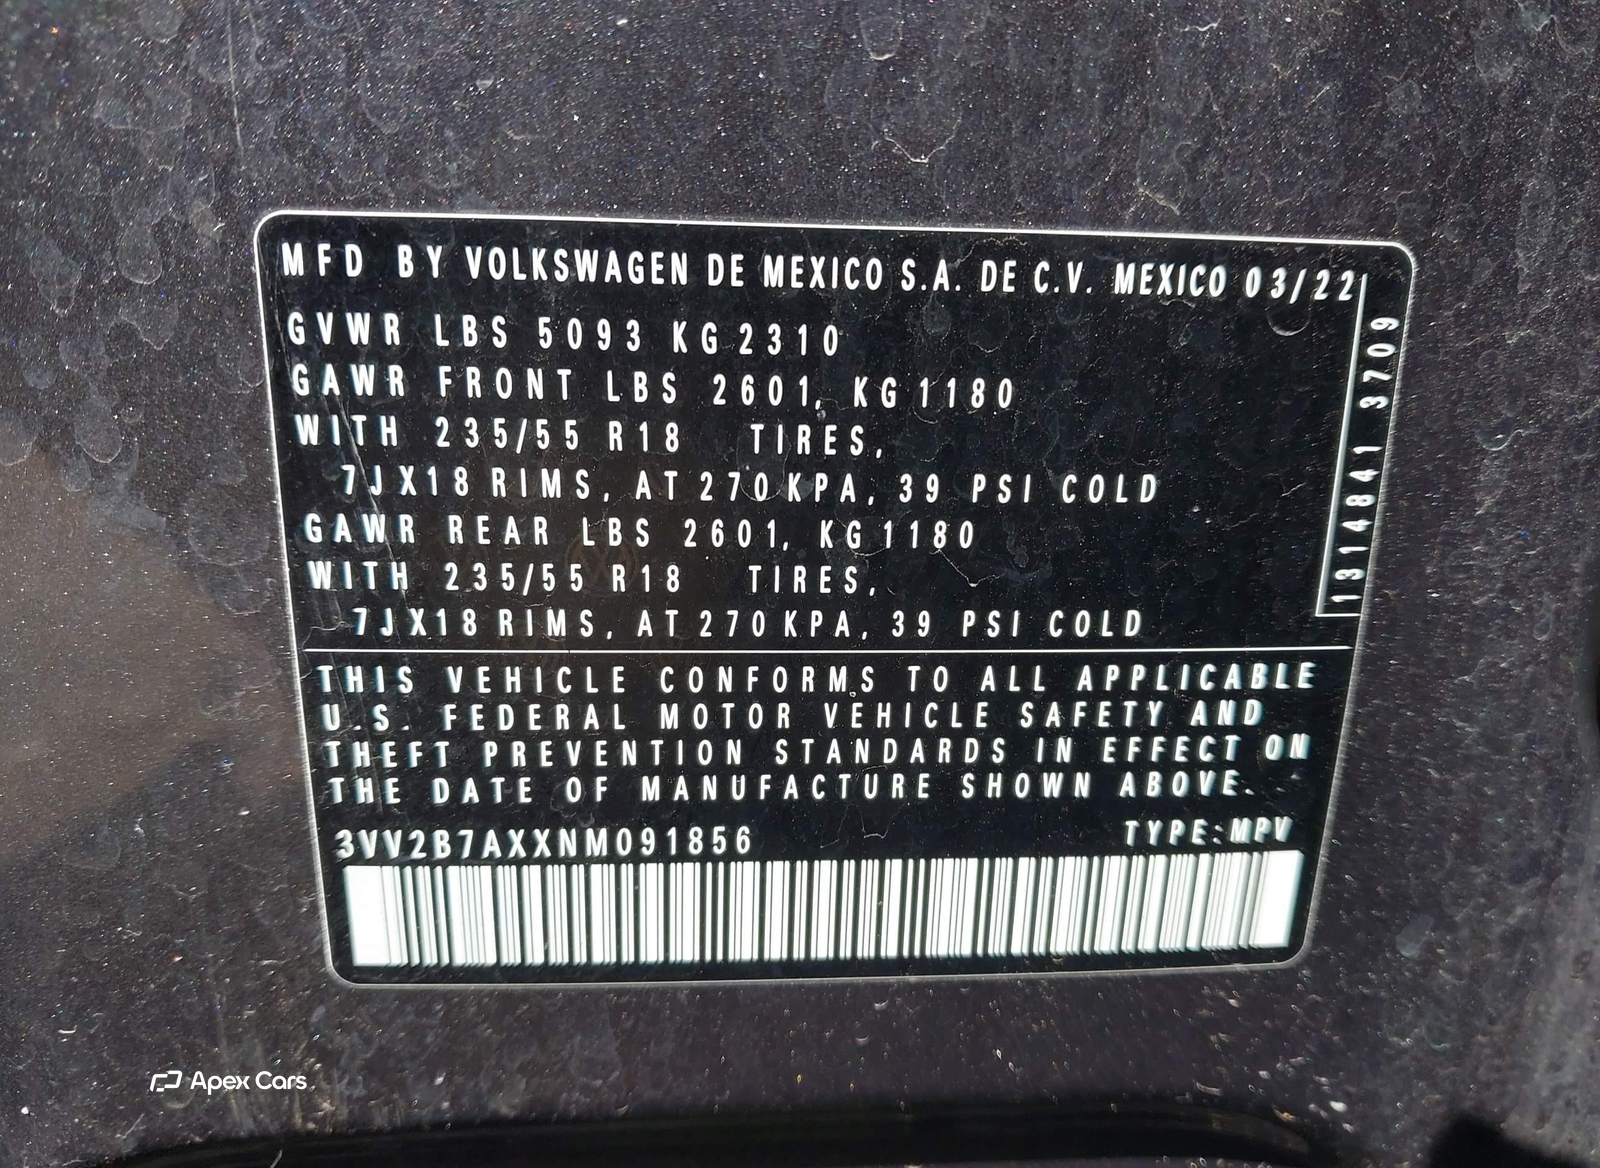 MFD BY VOLKSWAGEN DE MEXICO S.A. DE C.V. MEXICO 03/22
GVWR LBS 5093 KG 2310
GAWR FRONT LBS 2601, KG 1180
WITH 235/55 R18 TIRES,
7JX18 RIMS, AT 270 KPA, 39 PSI COLD
GAWR REAR LBS 2601, KG 1180
WITH 235/55 R18 TIRES,
7JX18 RIMS, AT 270 KPA, 39 PSI COLD
1314841 3709
THIS VEHICLE CONFORMS TO ALL APPLICABLE
U.S. FEDERAL MOTOR VEHICLE SAFETY AND
THEFT PREVENTION STANDARDS IN EFFECT ON
THE DATE OF MANUFACTURE SHOWN ABOVE.
3VV2B7AXXNM091856 TYPE:MPV
Apex Cars